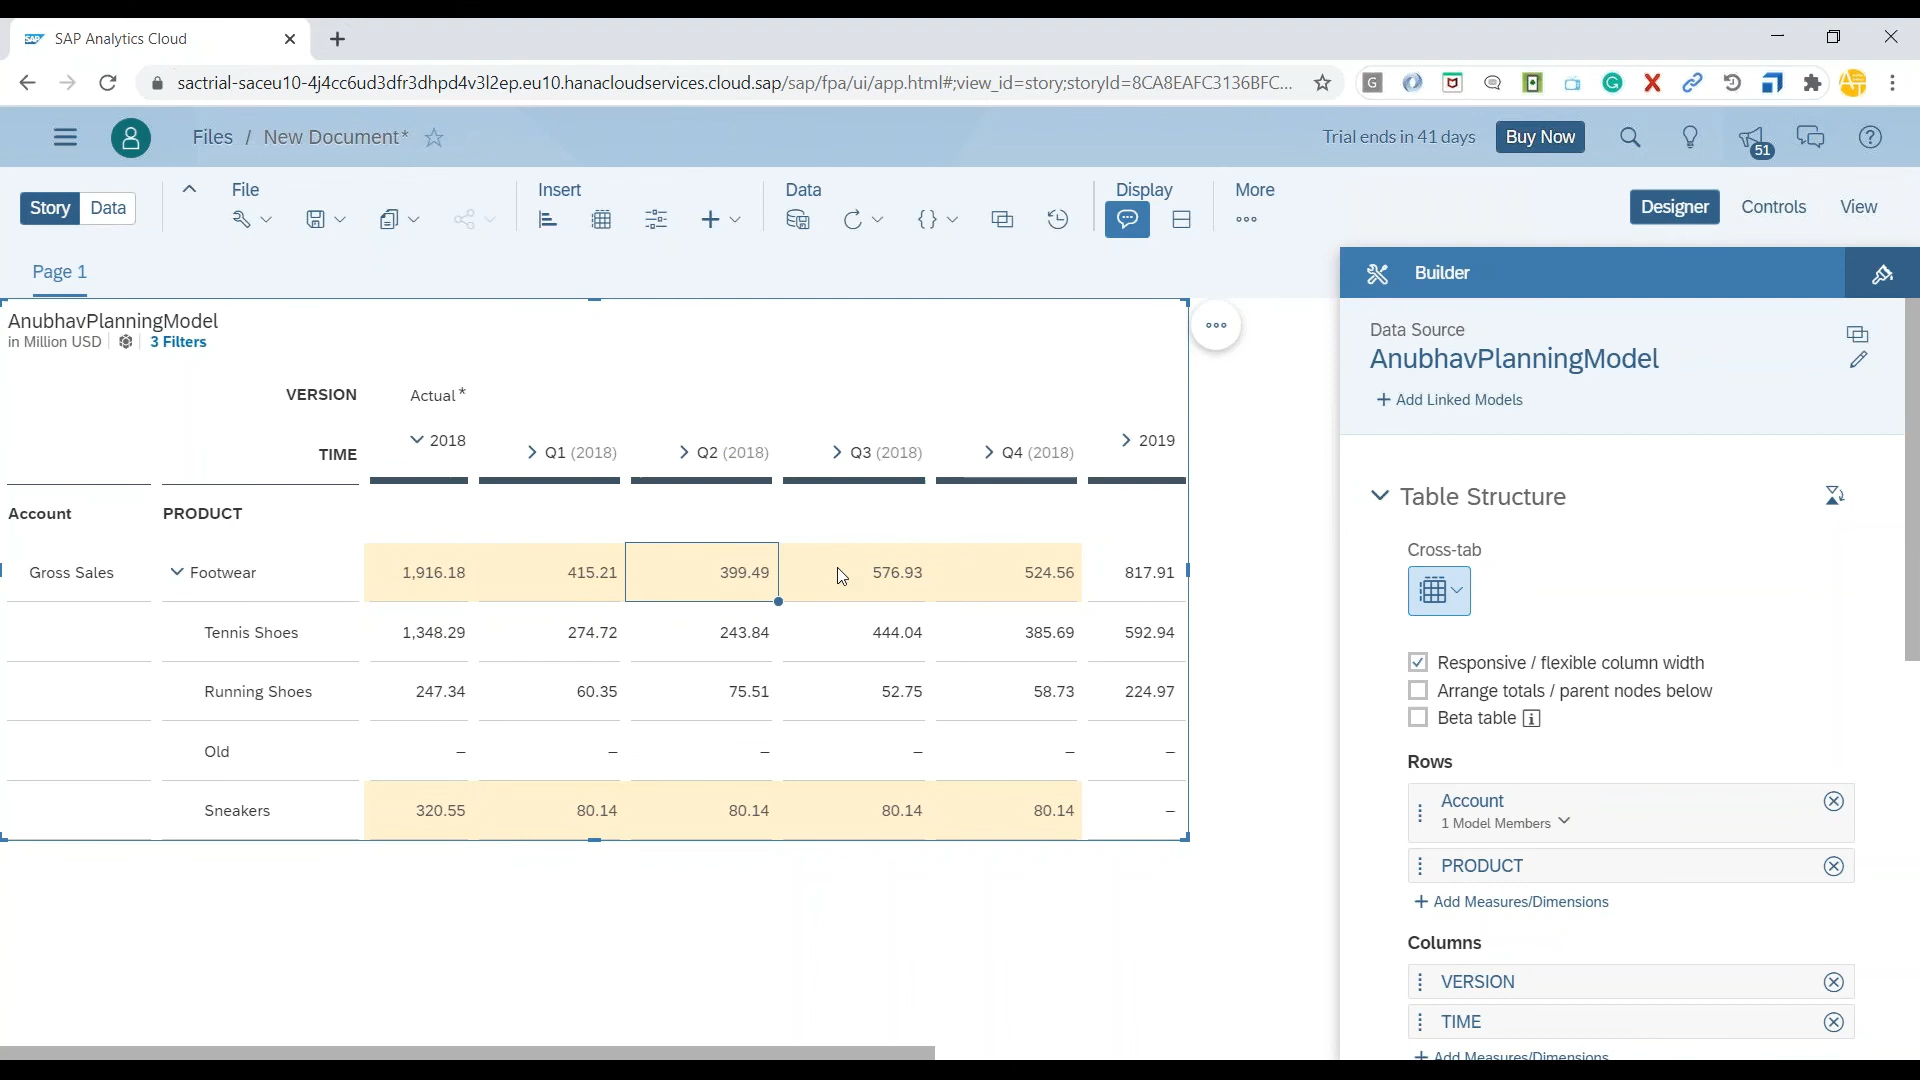 SAP Analytics Cloud
sactrial-saceu10-4j4cc6ud3dfr3dhpd4v3l2ep.eu10.hanacloudservices.cloud.sap/sap/fpa/ui/app.html#;view_id=story;storyId=8CA8EAFC3136BFC...
Files / New Document*
Trial ends in 41 days
Buy Now
51
Story
Data
File
Insert
Data
Display
More
Designer
Controls
View
Page 1
AnubhavPlanningModel
in Million USD
3 Filters
VERSION
Actual*
TIME
2018
Q1 (2018)
Q2 (2018)
Q3 (2018)
Q4 (2018)
2019
Account
PRODUCT
Gross Sales Footwear 1,916.18 415.21 399.49 576.93 524.56 817.91
Tennis Shoes 1,348.29 274.72 243.84 444.04 385.69 592.94
Running Shoes 247.34 60.35 75.51 52.75 58.73 224.97
Old – – – – – –
Sneakers 320.55 80.14 80.14 80.14 80.14 –
Builder
Data Source
AnubhavPlanningModel
+ Add Linked Models
Table Structure
Cross-tab
Responsive / flexible column width
Arrange totals / parent nodes below
Beta table
Rows
Account
1 Model Members
PRODUCT
+ Add Measures/Dimensions
Columns
VERSION
TIME
+ Add Measures/Dimensions